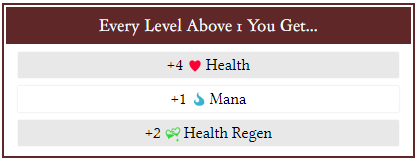 Every Level Above 1 You Get...
+4 Health
+1 Mana
+2 Health Regen